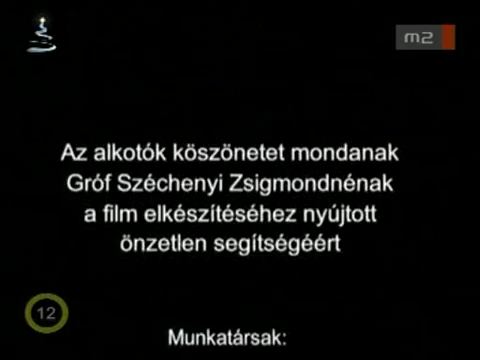 m2
Az alkotók köszönetet mondanak
Gróf Széchenyi Zsigmondnénak
a film elkészítéséhez nyújtott
önzetlen segítségéért
12
Munkatársak: